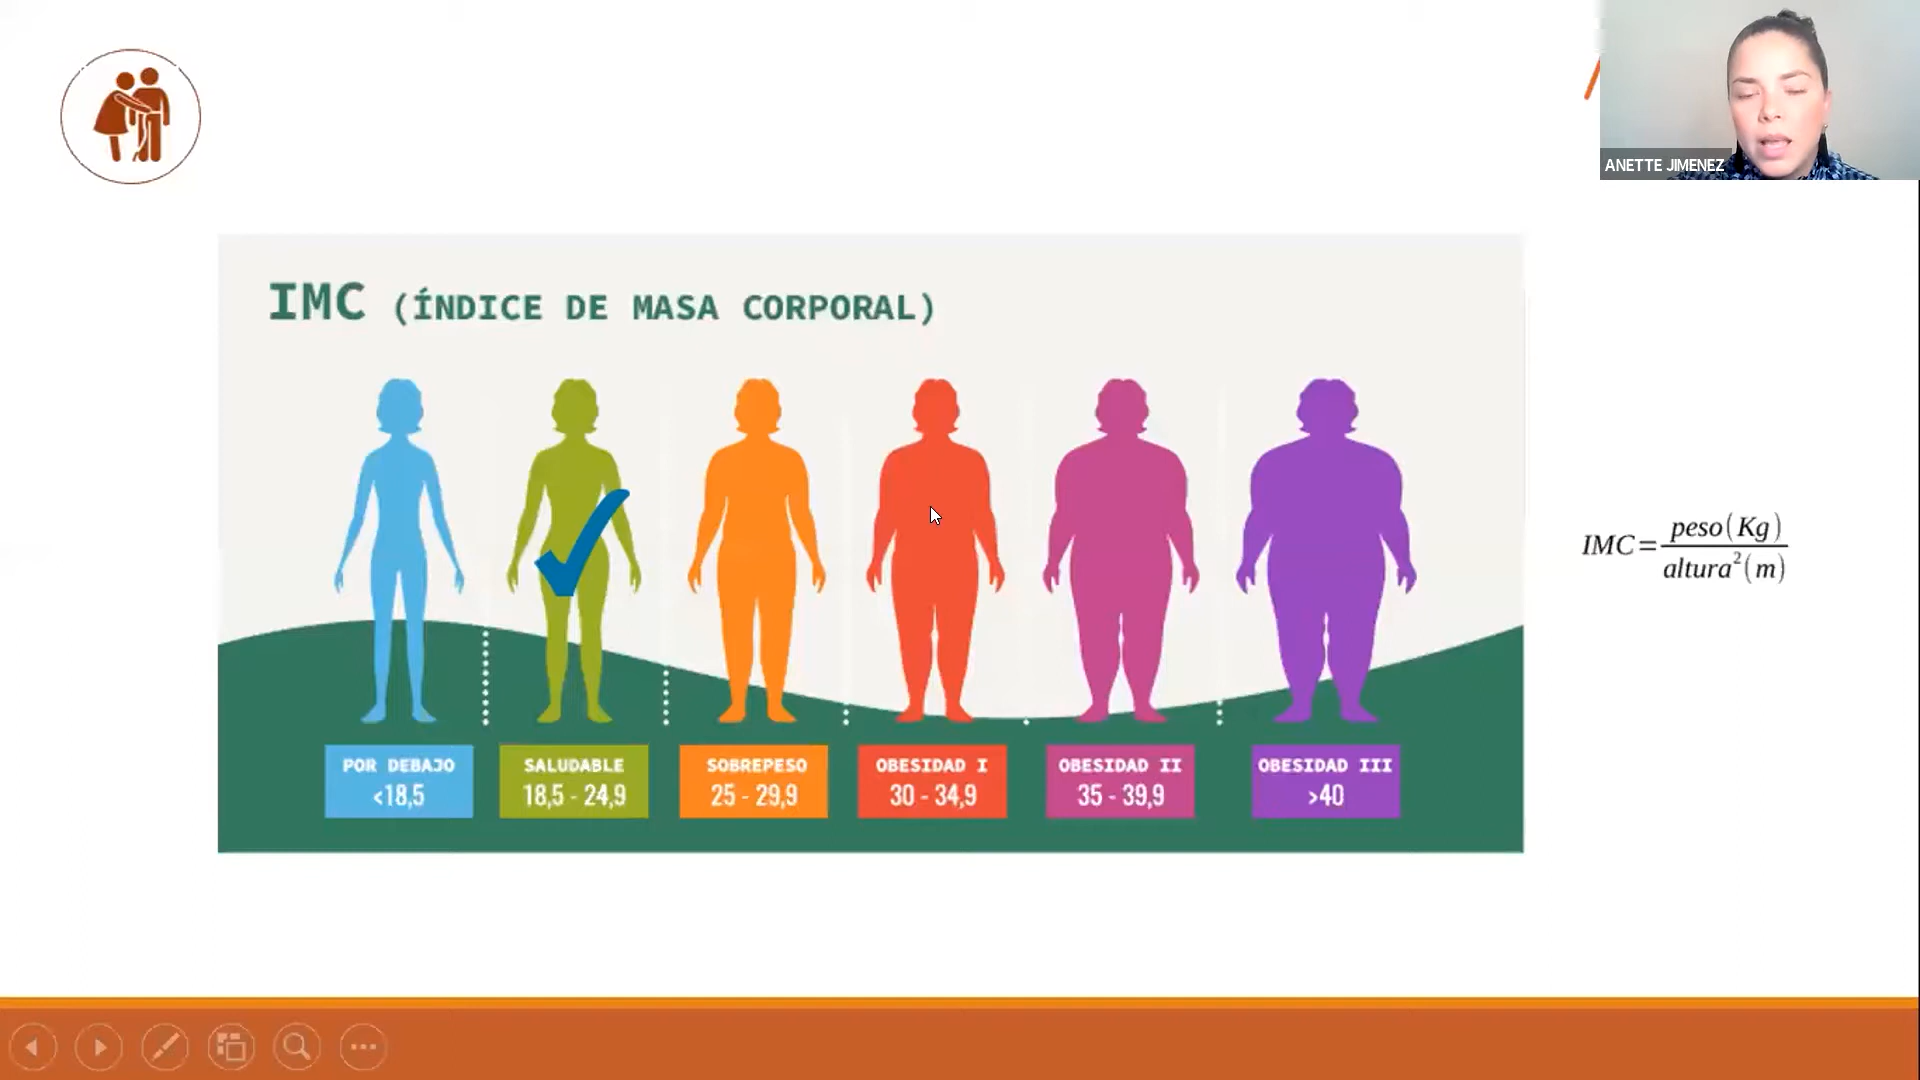 ANETTE JIMENEZ
IMC (ÍNDICE DE MASA CORPORAL)
POR DEBAJO
<18,5
SALUDABLE
18,5 - 24,9
SOBREPESO
25 - 29,9
OBESIDAD I
30 - 34,9
OBESIDAD II
35 - 39,9
OBESIDAD III
>40
IMC = peso(Kg) / altura²(m)